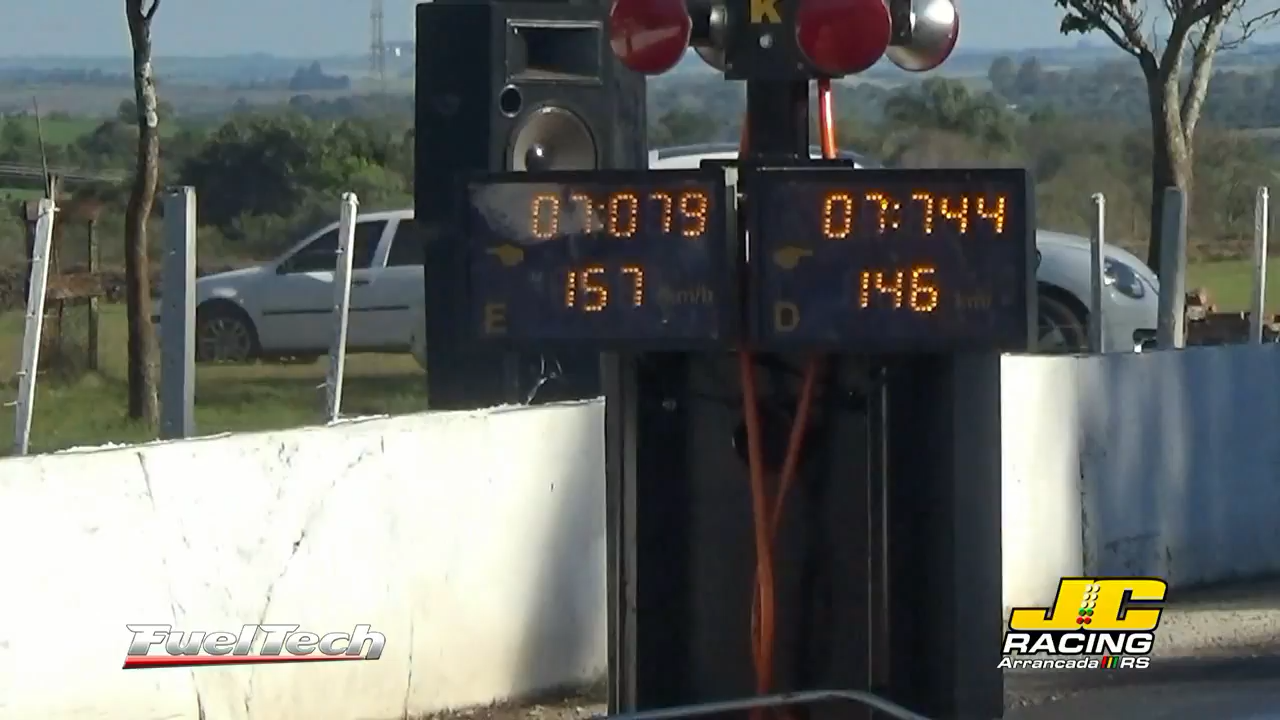 K
07:079
157 km/h
E
07:744
146 km/
D
FuelTech
JC
RACING
Arrancada RS